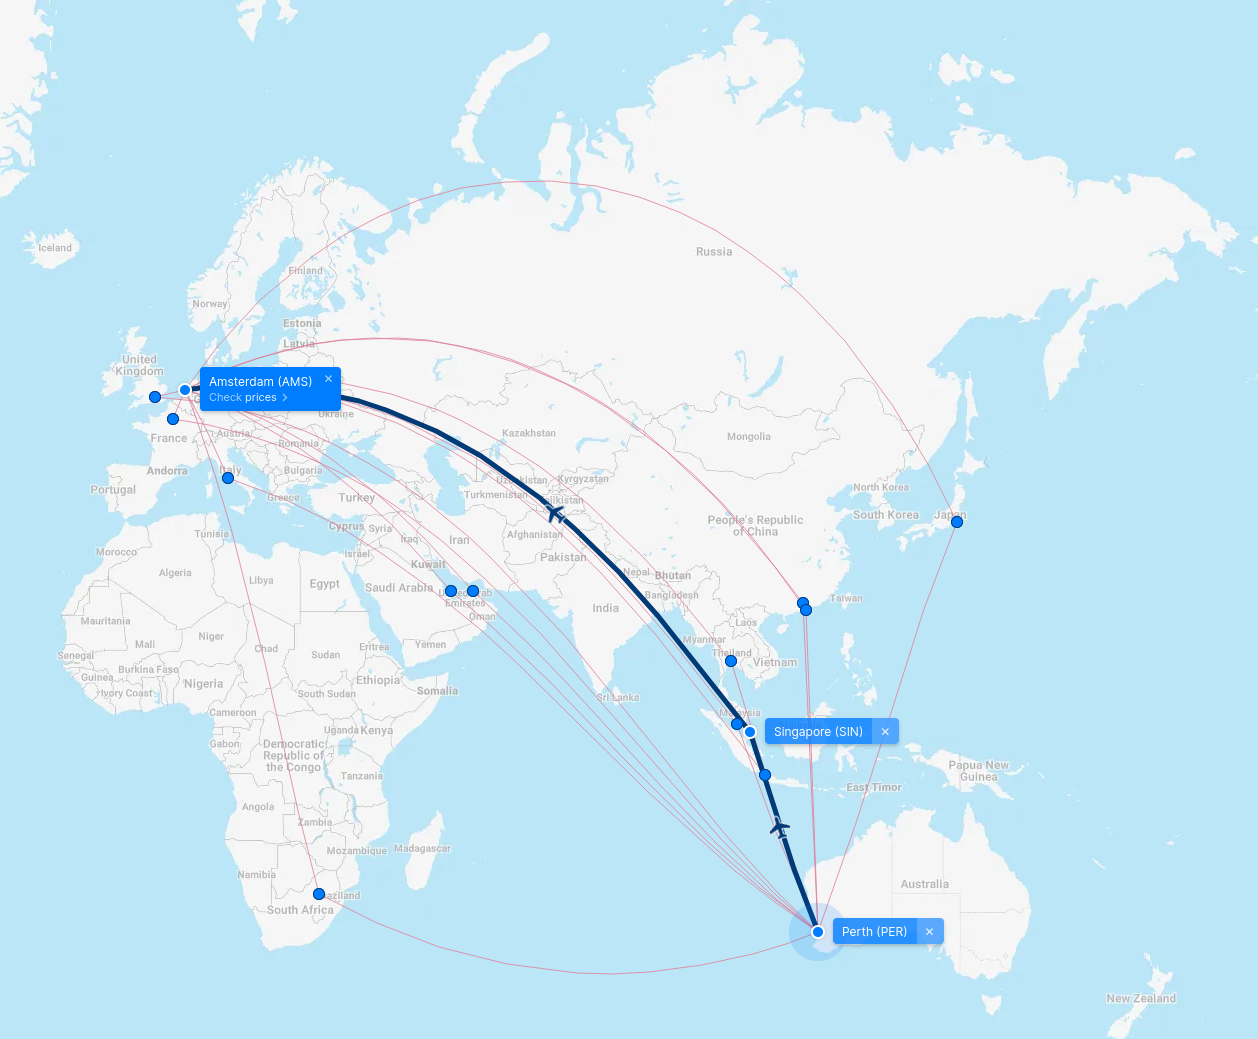 Iceland
Russia
Finland
Norway
Estonia
Latvia
United
Kingdom
Amsterdam (AMS) ×
Check prices >
Ukraine
France
Austria
Romania
Kazakhstan
Mongolia
Andorra
Italy
Bulgaria
Uzbekistan
Kyrgyzstan
North Korea
Portugal
Greece
Turkey
Turkmenistan
Tajikistan
South Korea
Japan
Tunisia
Cyprus
Syria
Iraq
Iran
Afghanistan
People's Republic
of China
Morocco
Israel
Kuwait
Pakistan
Algeria
Libya
Egypt
Saudi Arabia
United Arab
Emirates
Nepal
Bhutan
Bangladesh
Taiwan
India
Oman
Mauritania
Mali
Niger
Chad
Sudan
Eritrea
Yemen
Myanmar
Laos
Thailand
Vietnam
Senegal
Guinea
Burkina Faso
Ivory Coast
Nigeria
South Sudan
Ethiopia
Somalia
Sri Lanka
Cameroon
Uganda
Kenya
Malaysia
Singapore (SIN) ×
Gabon
Democratic
Republic of
the Congo
Tanzania
Papua New
Guinea
East Timor
Angola
Zambia
Mozambique
Madagascar
Namibia
Swaziland
South Africa
Australia
Perth (PER) ×
New Zealand